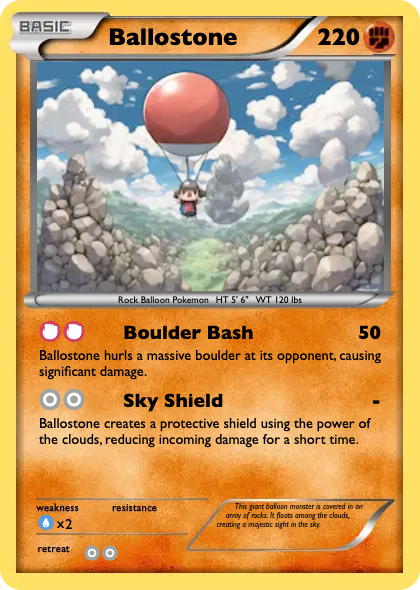 BASIC
Ballostone 220
Rock Balloon Pokemon HT 5' 6" WT 120 lbs
Boulder Bash 50
Ballostone hurls a massive boulder at its opponent, causing
significant damage.
Sky Shield -
Ballostone creates a protective shield using the power of
the clouds, reducing incoming damage for a short time.
weakness resistance
x2
This giant balloon monster is covered in an
array of rocks. It floats among the clouds,
creating a majestic sight in the sky.
retreat